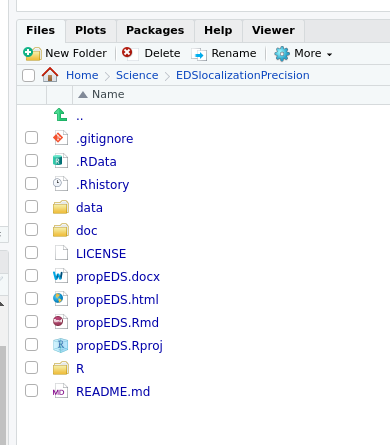 Files Plots Packages Help Viewer
New Folder Delete Rename More
Home Science EDSlocalizationPrecision
Name
..
.gitignore
.RData
.Rhistory
data
doc
LICENSE
propEDS.docx
propEDS.html
propEDS.Rmd
propEDS.Rproj
R
README.md